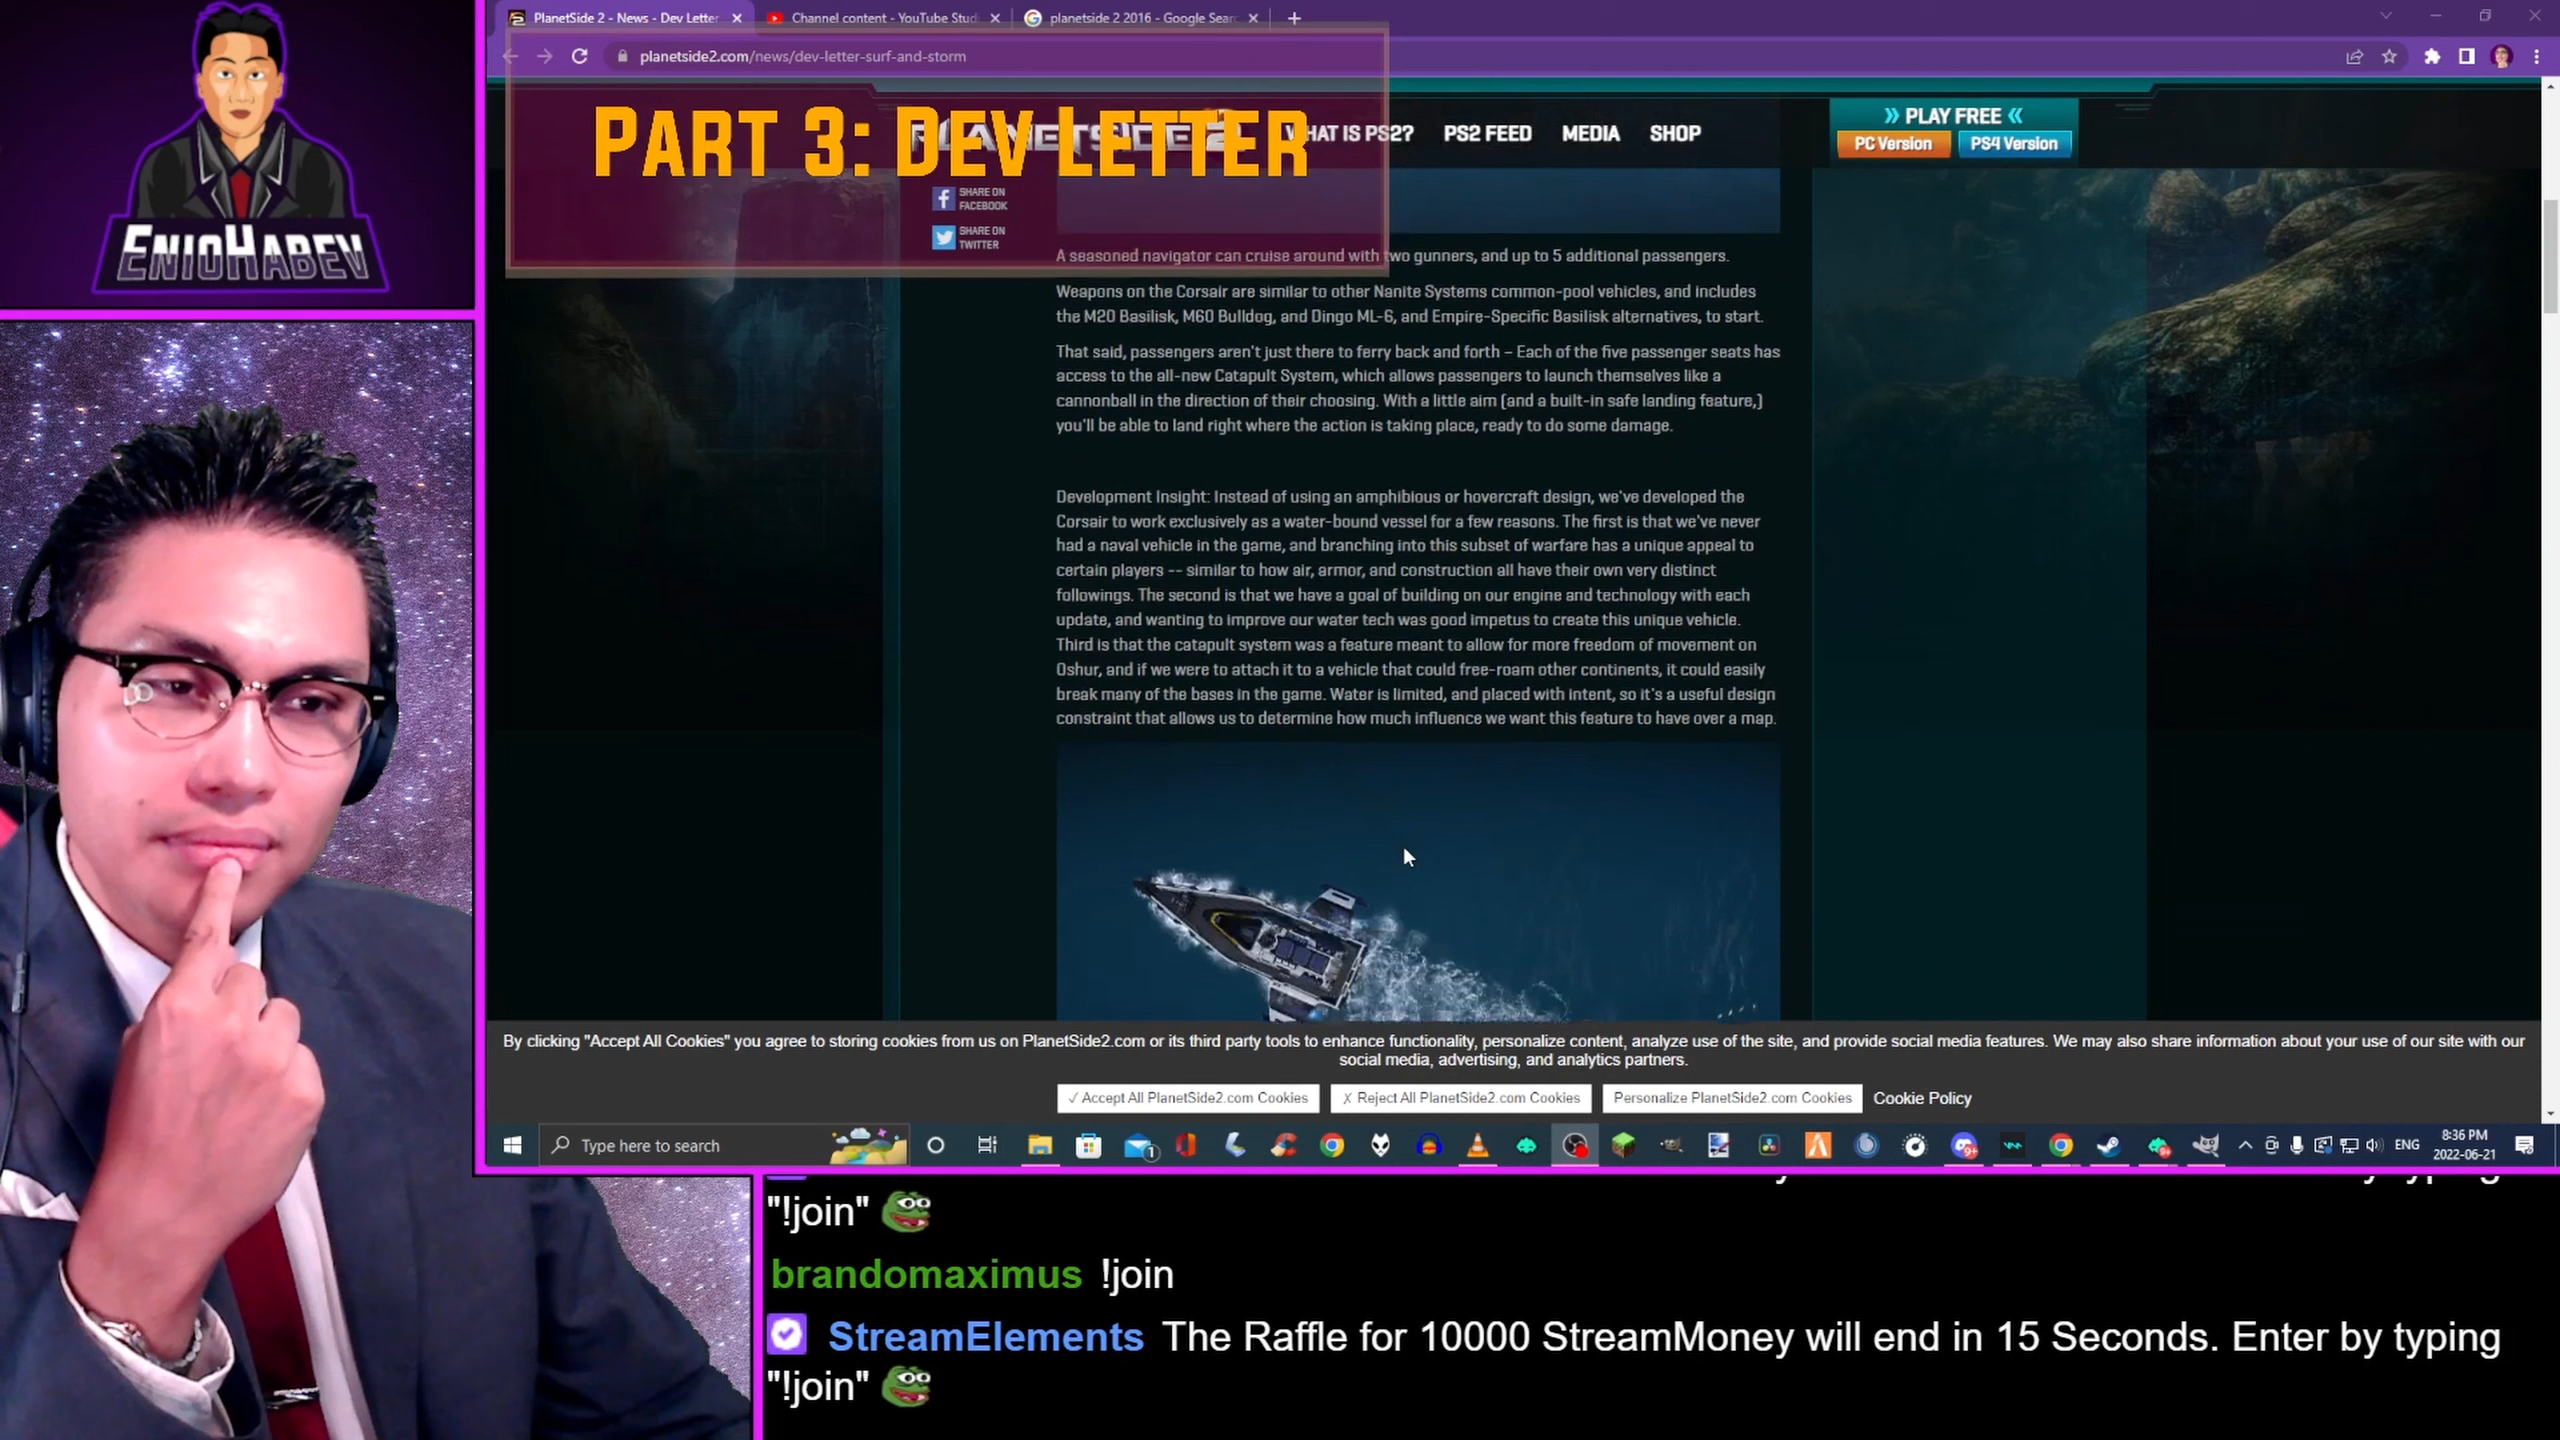 ENIOHABEV
PlanetSide 2 - News - Dev Letter
Channel content - YouTube Stud
planetside 2 2016 - Google Sear
planetside2.com/news/dev-letter-surf-and-storm
PART 3: DEV LETTER
PLANETSIDE 2
WHAT IS PS2?
PS2 FEED
MEDIA
SHOP
PLAY FREE
PC Version
PS4 Version
SHARE ON
FACEBOOK
SHARE ON
TWITTER
A seasoned navigator can cruise around with two gunners, and up to 5 additional passengers.
Weapons on the Corsair are similar to other Nanite Systems common-pool vehicles, and includes
the M20 Basilisk, M60 Bulldog, and Dingo ML-6, and Empire-Specific Basilisk alternatives, to start.
That said, passengers aren't just there to ferry back and forth – Each of the five passenger seats has
access to the all-new Catapult System, which allows passengers to launch themselves like a
cannonball in the direction of their choosing. With a little aim (and a built-in safe landing feature,)
you'll be able to land right where the action is taking place, ready to do some damage.
Development Insight: Instead of using an amphibious or hovercraft design, we've developed the
Corsair to work exclusively as a water-bound vessel for a few reasons. The first is that we've never
had a naval vehicle in the game, and branching into this subset of warfare has a unique appeal to
certain players -- similar to how air, armor, and construction all have their own very distinct
followings. The second is that we have a goal of building on our engine and technology with each
update, and wanting to improve our water tech was good impetus to create this unique vehicle.
Third is that the catapult system was a feature meant to allow for more freedom of movement on
Oshur, and if we were to attach it to a vehicle that could free-roam other continents, it could easily
break many of the bases in the game. Water is limited, and placed with intent, so it's a useful design
constraint that allows us to determine how much influence we want this feature to have over a map.
By clicking "Accept All Cookies" you agree to storing cookies from us on PlanetSide2.com or its third party tools to enhance functionality, personalize content, analyze use of the site, and provide social media features. We may also share information about your use of our site with our
social media, advertising, and analytics partners.
✓ Accept All PlanetSide2.com Cookies
X Reject All PlanetSide2.com Cookies
Personalize PlanetSide2.com Cookies
Cookie Policy
Type here to search
ENG
8:36 PM
2022-06-21
"!join"
brandomaximus !join
StreamElements The Raffle for 10000 StreamMoney will end in 15 Seconds. Enter by typing
"!join"